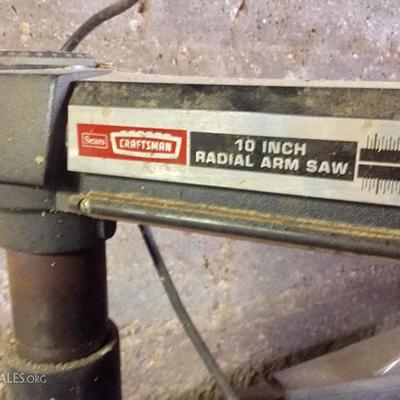 Sears
CRAFTSMAN
10 INCH
RADIAL ARM SAW
ALES.ORG